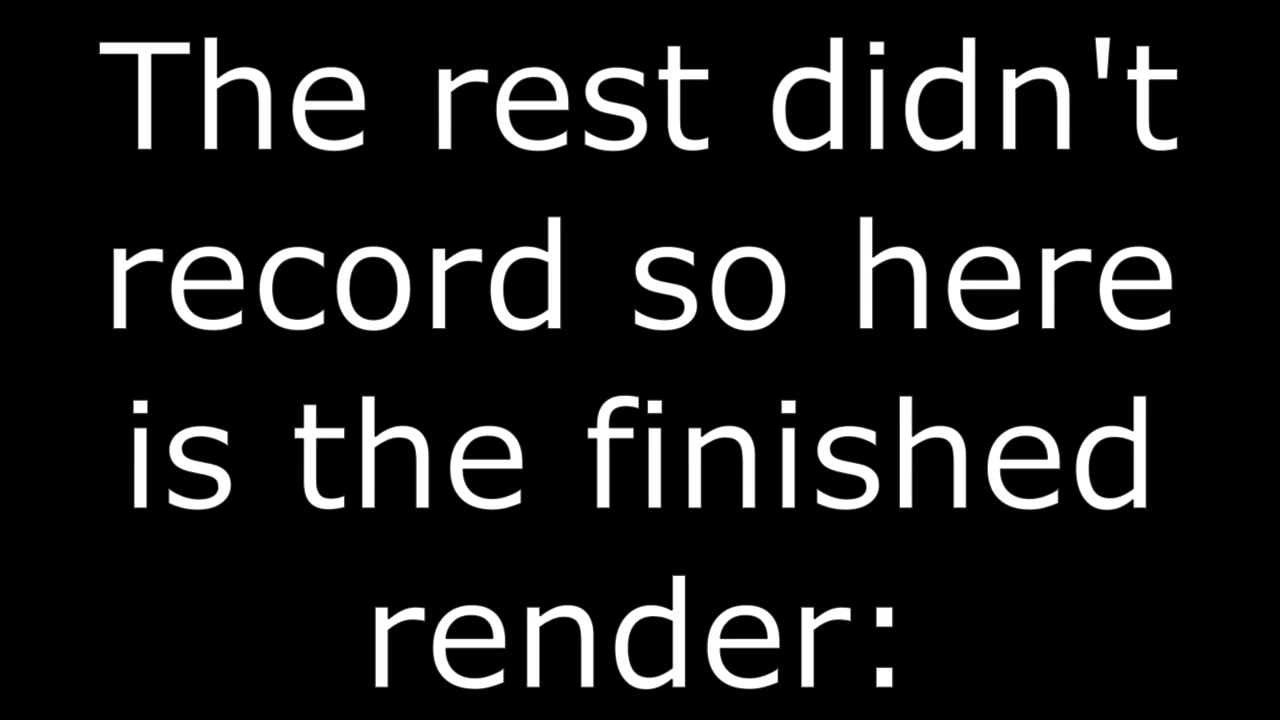 The rest didn't
record so here
is the finished
render: